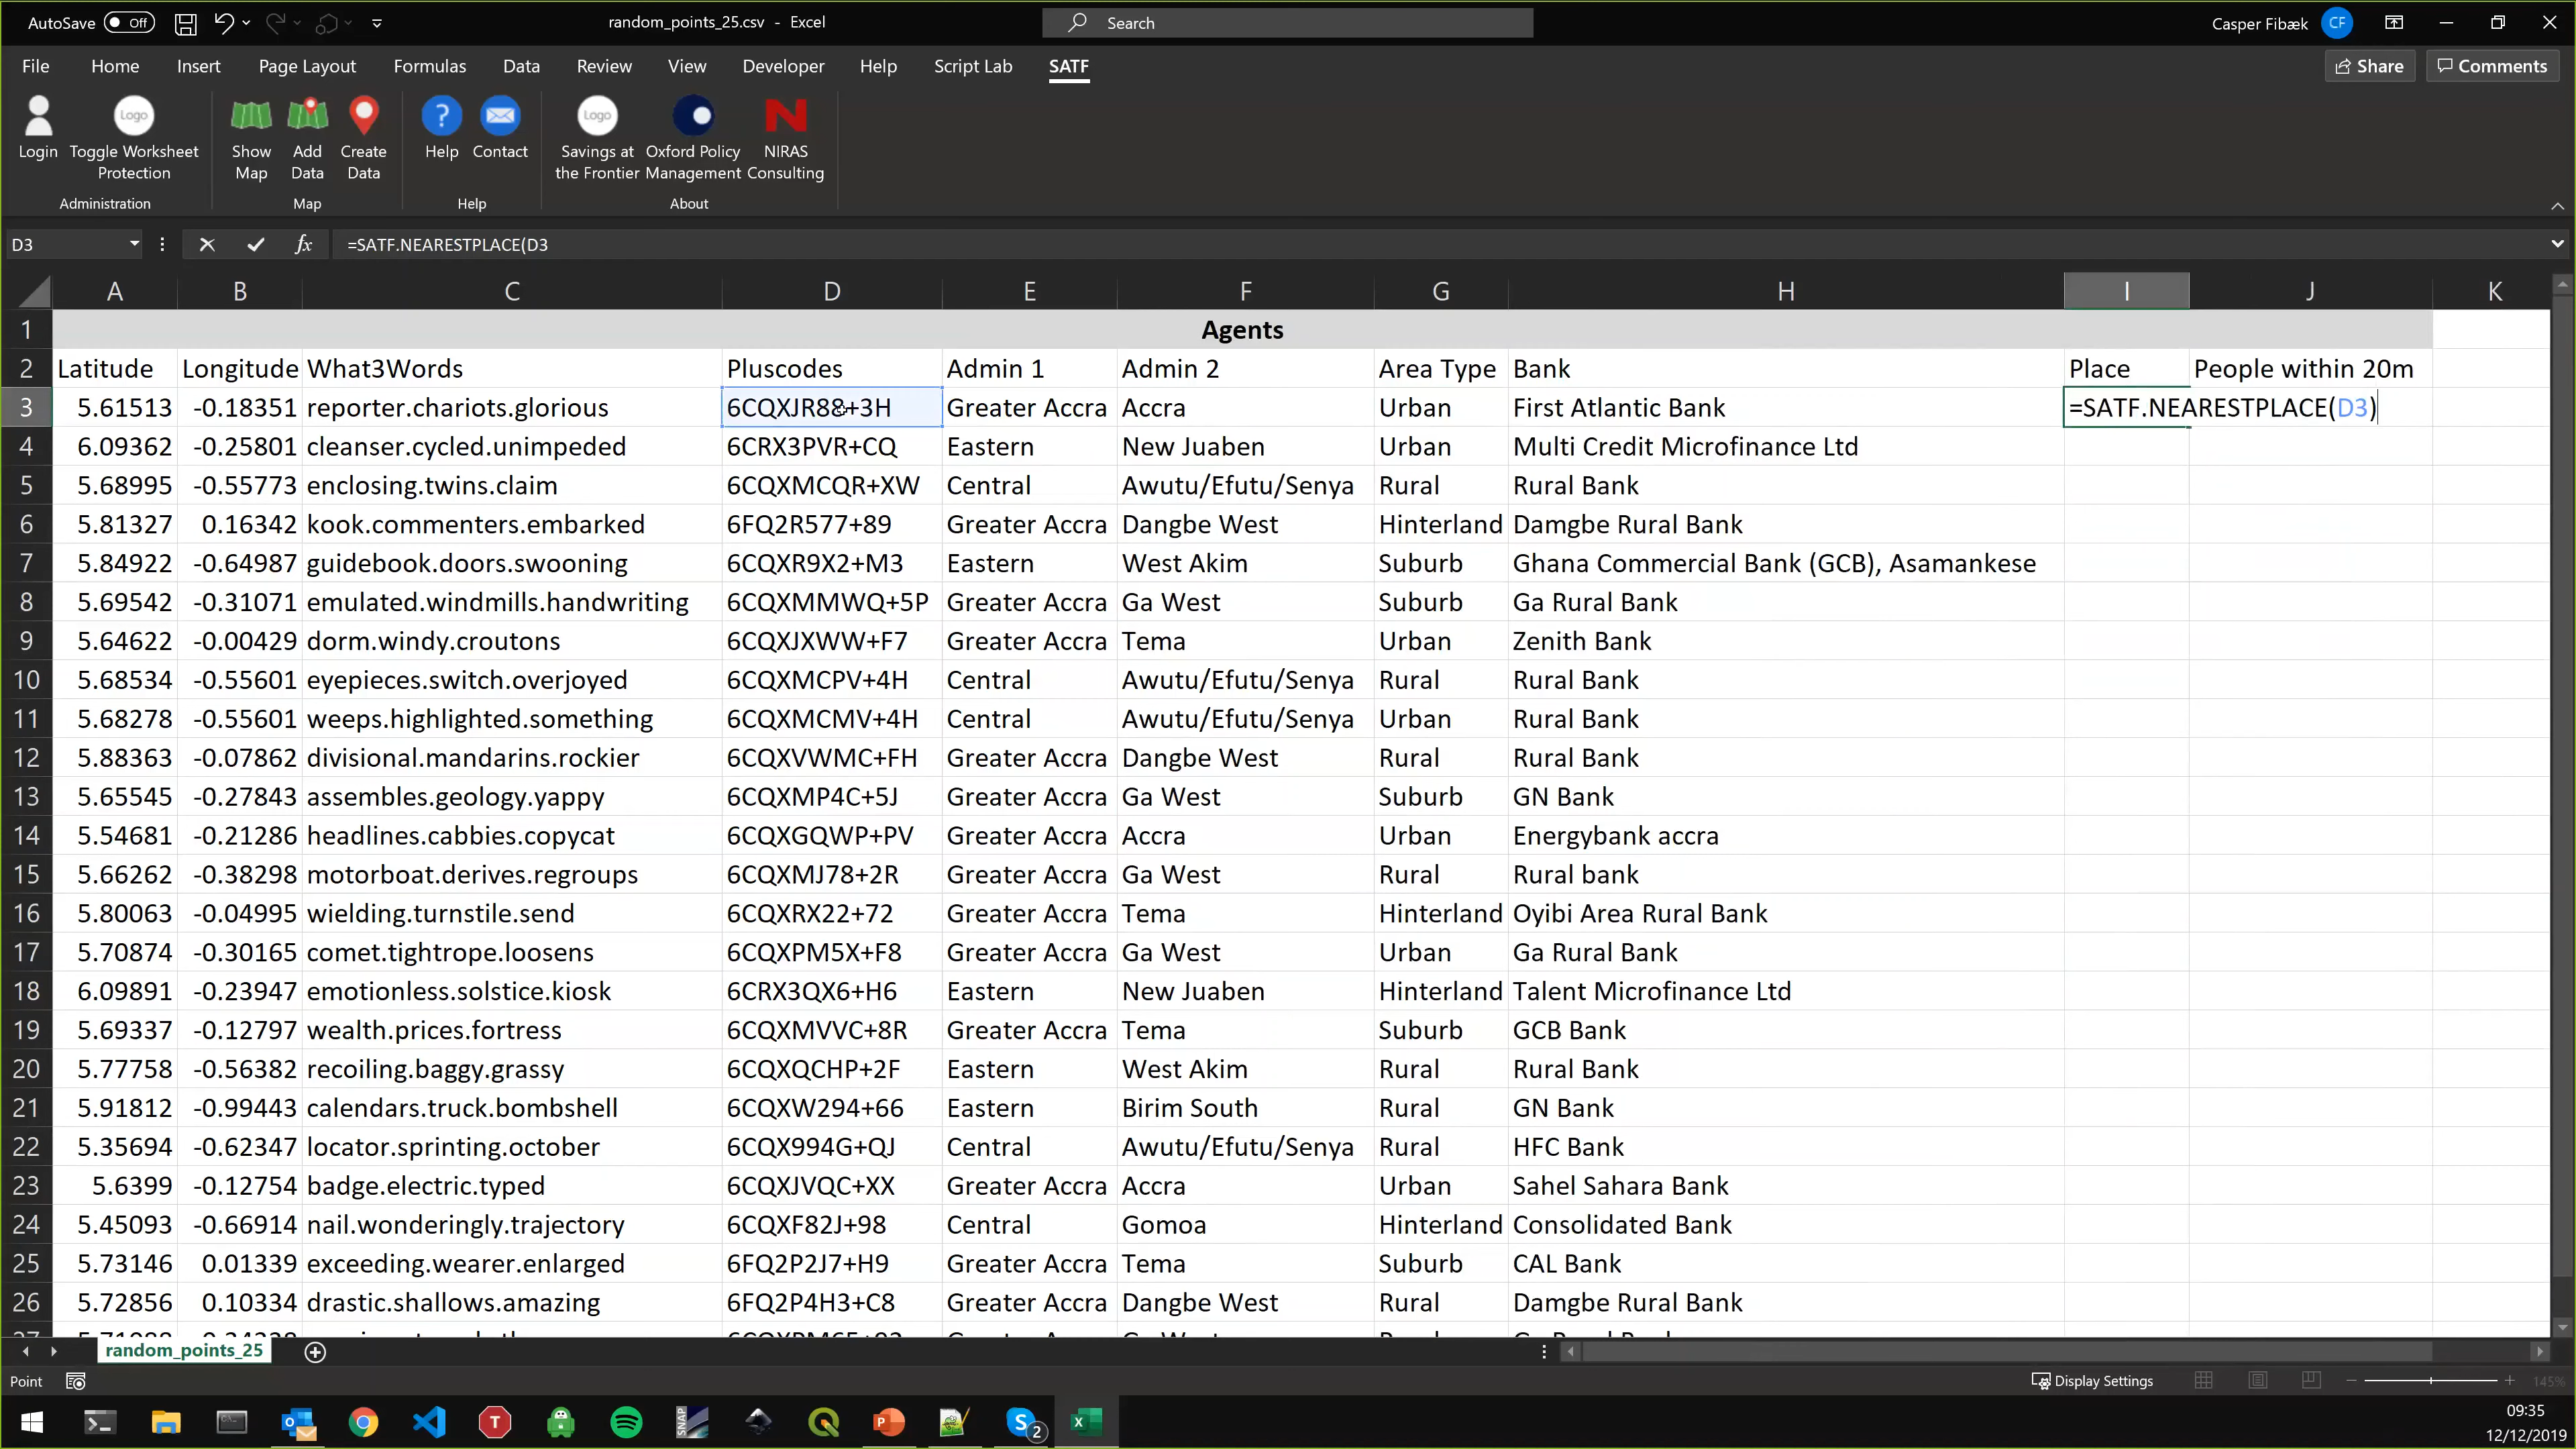 AutoSave Off random_points_25.csv - Excel Search Casper Fibæk CF
File Home Insert Page Layout Formulas Data Review View Developer Help Script Lab SATF Share Comments
Login Toggle Worksheet Protection Show Map Add Data Create Data Help Contact Savings at the Frontier Oxford Policy Management NIRAS Consulting
Logo Logo
Administration Map Help About
D3 fx =SATF.NEARESTPLACE(D3
A B C D E F G H I J K
1 Agents
2 Latitude Longitude What3Words Pluscodes Admin 1 Admin 2 Area Type Bank Place People within 20m
3 5.61513 -0.18351 reporter.chariots.glorious 6CQXJR88+3H Greater Accra Accra Urban First Atlantic Bank =SATF.NEARESTPLACE(D3)
4 6.09362 -0.25801 cleanser.cycled.unimpeded 6CRX3PVR+CQ Eastern New Juaben Urban Multi Credit Microfinance Ltd
5 5.68995 -0.55773 enclosing.twins.claim 6CQXMCQR+XW Central Awutu/Efutu/Senya Rural Rural Bank
6 5.81327 0.16342 kook.commenters.embarked 6FQ2R577+89 Greater Accra Dangbe West Hinterland Damgbe Rural Bank
7 5.84922 -0.64987 guidebook.doors.swooning 6CQXR9X2+M3 Eastern West Akim Suburb Ghana Commercial Bank (GCB), Asamankese
8 5.69542 -0.31071 emulated.windmills.handwriting 6CQXMMWQ+5P Greater Accra Ga West Suburb Ga Rural Bank
9 5.64622 -0.00429 dorm.windy.croutons 6CQXJXWW+F7 Greater Accra Tema Urban Zenith Bank
10 5.68534 -0.55601 eyepieces.switch.overjoyed 6CQXMCPV+4H Central Awutu/Efutu/Senya Rural Rural Bank
11 5.68278 -0.55601 weeps.highlighted.something 6CQXMCMV+4H Central Awutu/Efutu/Senya Urban Rural Bank
12 5.88363 -0.07862 divisional.mandarins.rockier 6CQXVWMC+FH Greater Accra Dangbe West Rural Rural Bank
13 5.65545 -0.27843 assembles.geology.yappy 6CQXMP4C+5J Greater Accra Ga West Suburb GN Bank
14 5.54681 -0.21286 headlines.cabbies.copycat 6CQXGQWP+PV Greater Accra Accra Urban Energybank accra
15 5.66262 -0.38298 motorboat.derives.regroups 6CQXMJ78+2R Greater Accra Ga West Rural Rural bank
16 5.80063 -0.04995 wielding.turnstile.send 6CQXRX22+72 Greater Accra Tema Hinterland Oyibi Area Rural Bank
17 5.70874 -0.30165 comet.tightrope.loosens 6CQXPM5X+F8 Greater Accra Ga West Urban Ga Rural Bank
18 6.09891 -0.23947 emotionless.solstice.kiosk 6CRX3QX6+H6 Eastern New Juaben Hinterland Talent Microfinance Ltd
19 5.69337 -0.12797 wealth.prices.fortress 6CQXMVVC+8R Greater Accra Tema Suburb GCB Bank
20 5.77758 -0.56382 recoiling.baggy.grassy 6CQXQCHP+2F Eastern West Akim Rural Rural Bank
21 5.91812 -0.99443 calendars.truck.bombshell 6CQXW294+66 Eastern Birim South Rural GN Bank
22 5.35694 -0.62347 locator.sprinting.october 6CQX994G+QJ Central Awutu/Efutu/Senya Rural HFC Bank
23 5.6399 -0.12754 badge.electric.typed 6CQXJVQC+XX Greater Accra Accra Urban Sahel Sahara Bank
24 5.45093 -0.66914 nail.wonderingly.trajectory 6CQXF82J+98 Central Gomoa Hinterland Consolidated Bank
25 5.73146 0.01339 exceeding.wearer.enlarged 6FQ2P2J7+H9 Greater Accra Tema Suburb CAL Bank
26 5.72856 0.10334 drastic.shallows.amazing 6FQ2P4H3+C8 Greater Accra Dangbe West Rural Damgbe Rural Bank
random_points_25
Point Display Settings 145%
09:35
12/12/2019